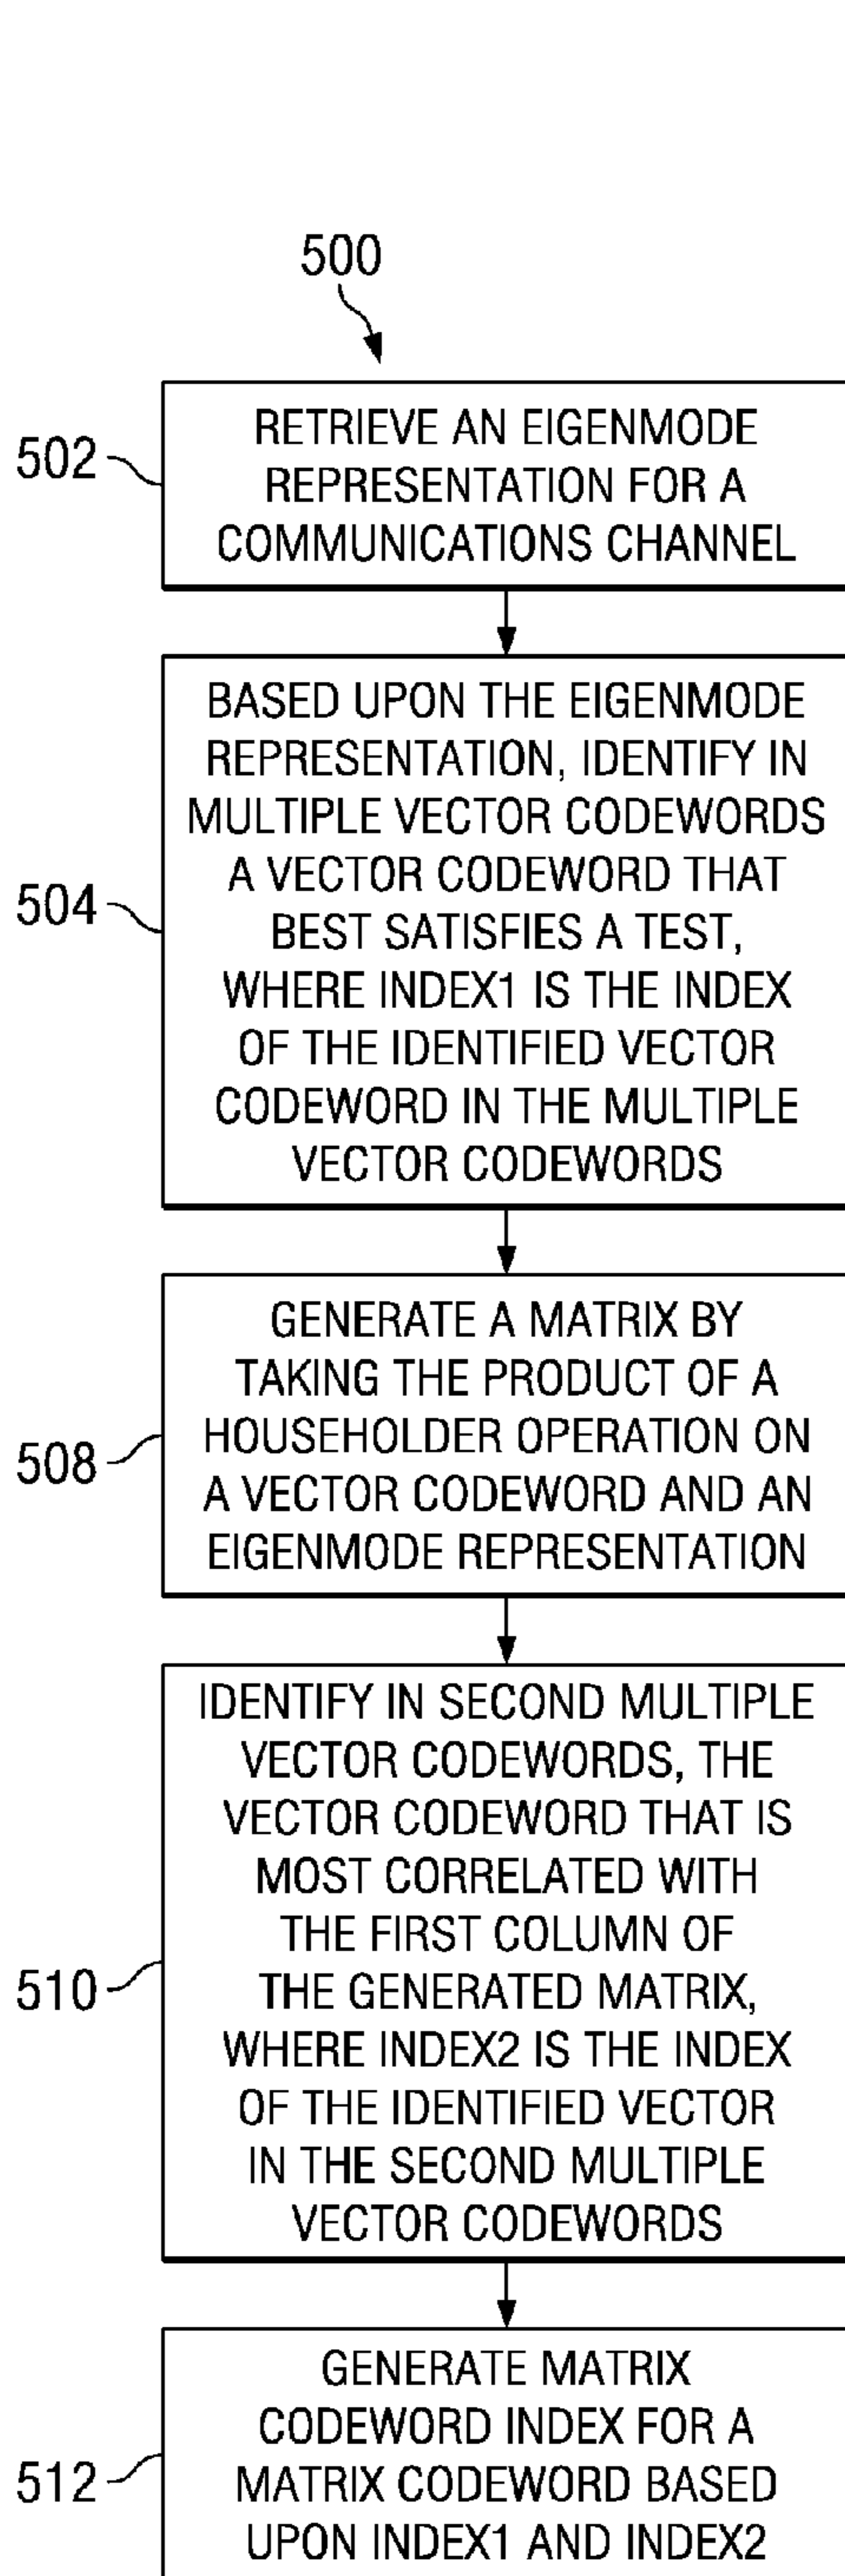 500
502
RETRIEVE AN EIGENMODE
REPRESENTATION FOR A
COMMUNICATIONS CHANNEL
504
BASED UPON THE EIGENMODE
REPRESENTATION, IDENTIFY IN
MULTIPLE VECTOR CODEWORDS
A VECTOR CODEWORD THAT
BEST SATISFIES A TEST,
WHERE INDEX1 IS THE INDEX
OF THE IDENTIFIED VECTOR
CODEWORD IN THE MULTIPLE
VECTOR CODEWORDS
508
GENERATE A MATRIX BY
TAKING THE PRODUCT OF A
HOUSEHOLDER OPERATION ON
A VECTOR CODEWORD AND AN
EIGENMODE REPRESENTATION
510
IDENTIFY IN SECOND MULTIPLE
VECTOR CODEWORDS, THE
VECTOR CODEWORD THAT IS
MOST CORRELATED WITH
THE FIRST COLUMN OF
THE GENERATED MATRIX,
WHERE INDEX2 IS THE INDEX
OF THE IDENTIFIED VECTOR
IN THE SECOND MULTIPLE
VECTOR CODEWORDS
512
GENERATE MATRIX
CODEWORD INDEX FOR A
MATRIX CODEWORD BASED
UPON INDEX1 AND INDEX2